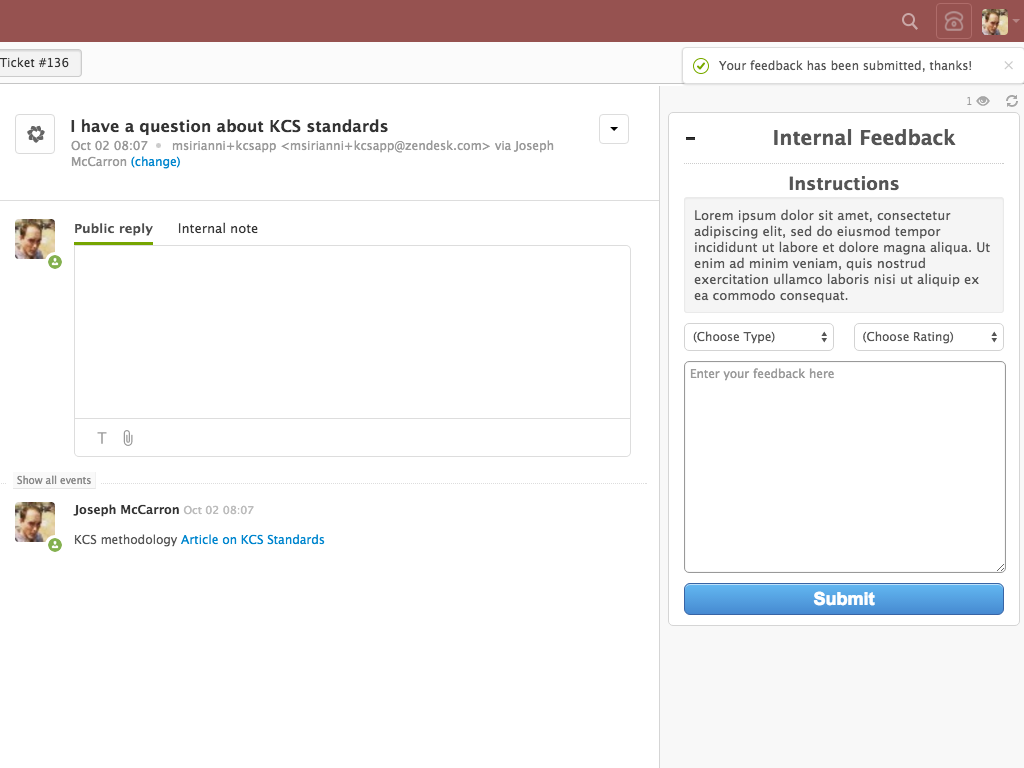 Ticket #136
Your feedback has been submitted, thanks!
1
I have a question about KCS standards
Oct 02 08:07 • msirianni+kcsapp <msirianni+kcsapp@zendesk.com> via Joseph
McCarron (change)
Public reply Internal note
T
Show all events
Joseph McCarron Oct 02 08:07
KCS methodology Article on KCS Standards
Internal Feedback
Instructions
Lorem ipsum dolor sit amet, consectetur
adipiscing elit, sed do eiusmod tempor
incididunt ut labore et dolore magna aliqua. Ut
enim ad minim veniam, quis nostrud
exercitation ullamco laboris nisi ut aliquip ex
ea commodo consequat.
(Choose Type) (Choose Rating)
Enter your feedback here
Submit